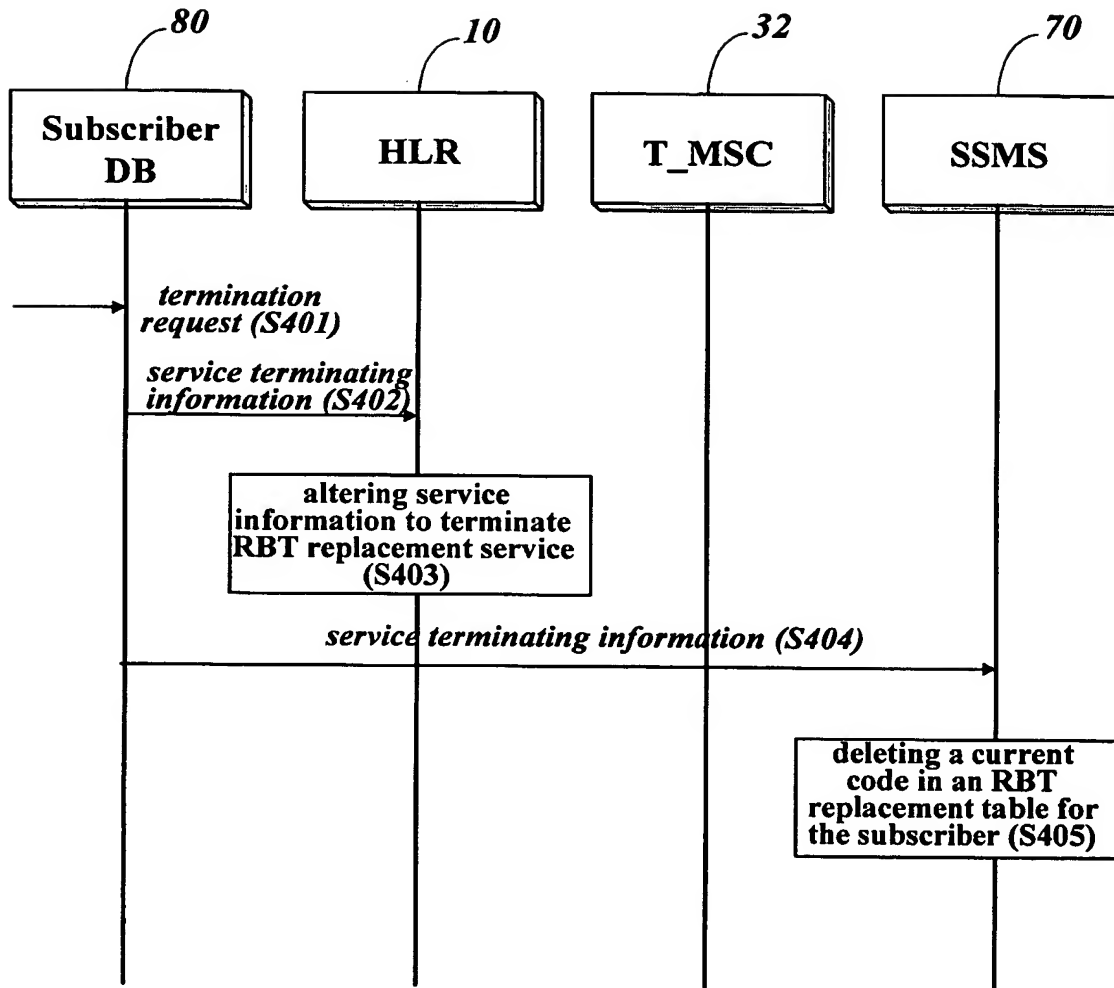 80
10
32
70
Subscriber
DB
HLR
T_MSC
SSMS
termination
request (S401)
service terminating
information (S402)
altering service
information to terminate
RBT replacement service
(S403)
service terminating information (S404)
deleting a current
code in an RBT
replacement table for
the subscriber (S405)